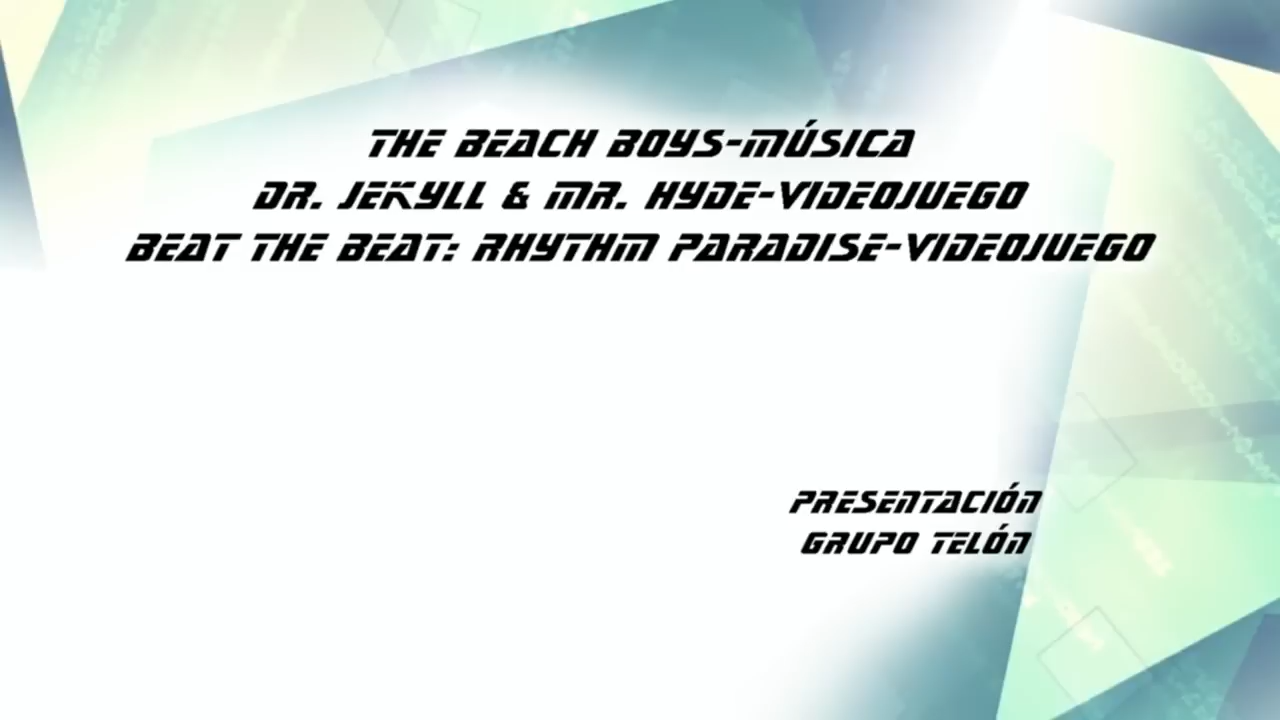 THE BEACH BOYS-MÚSICA
DR. JEKYLL & MR. HYDE-VIDEOJUEGO
BEAT THE BEAT: RHYTHM PARADISE-VIDEOJUEGO
PRESENTACIÓN
GRUPO TELÓN